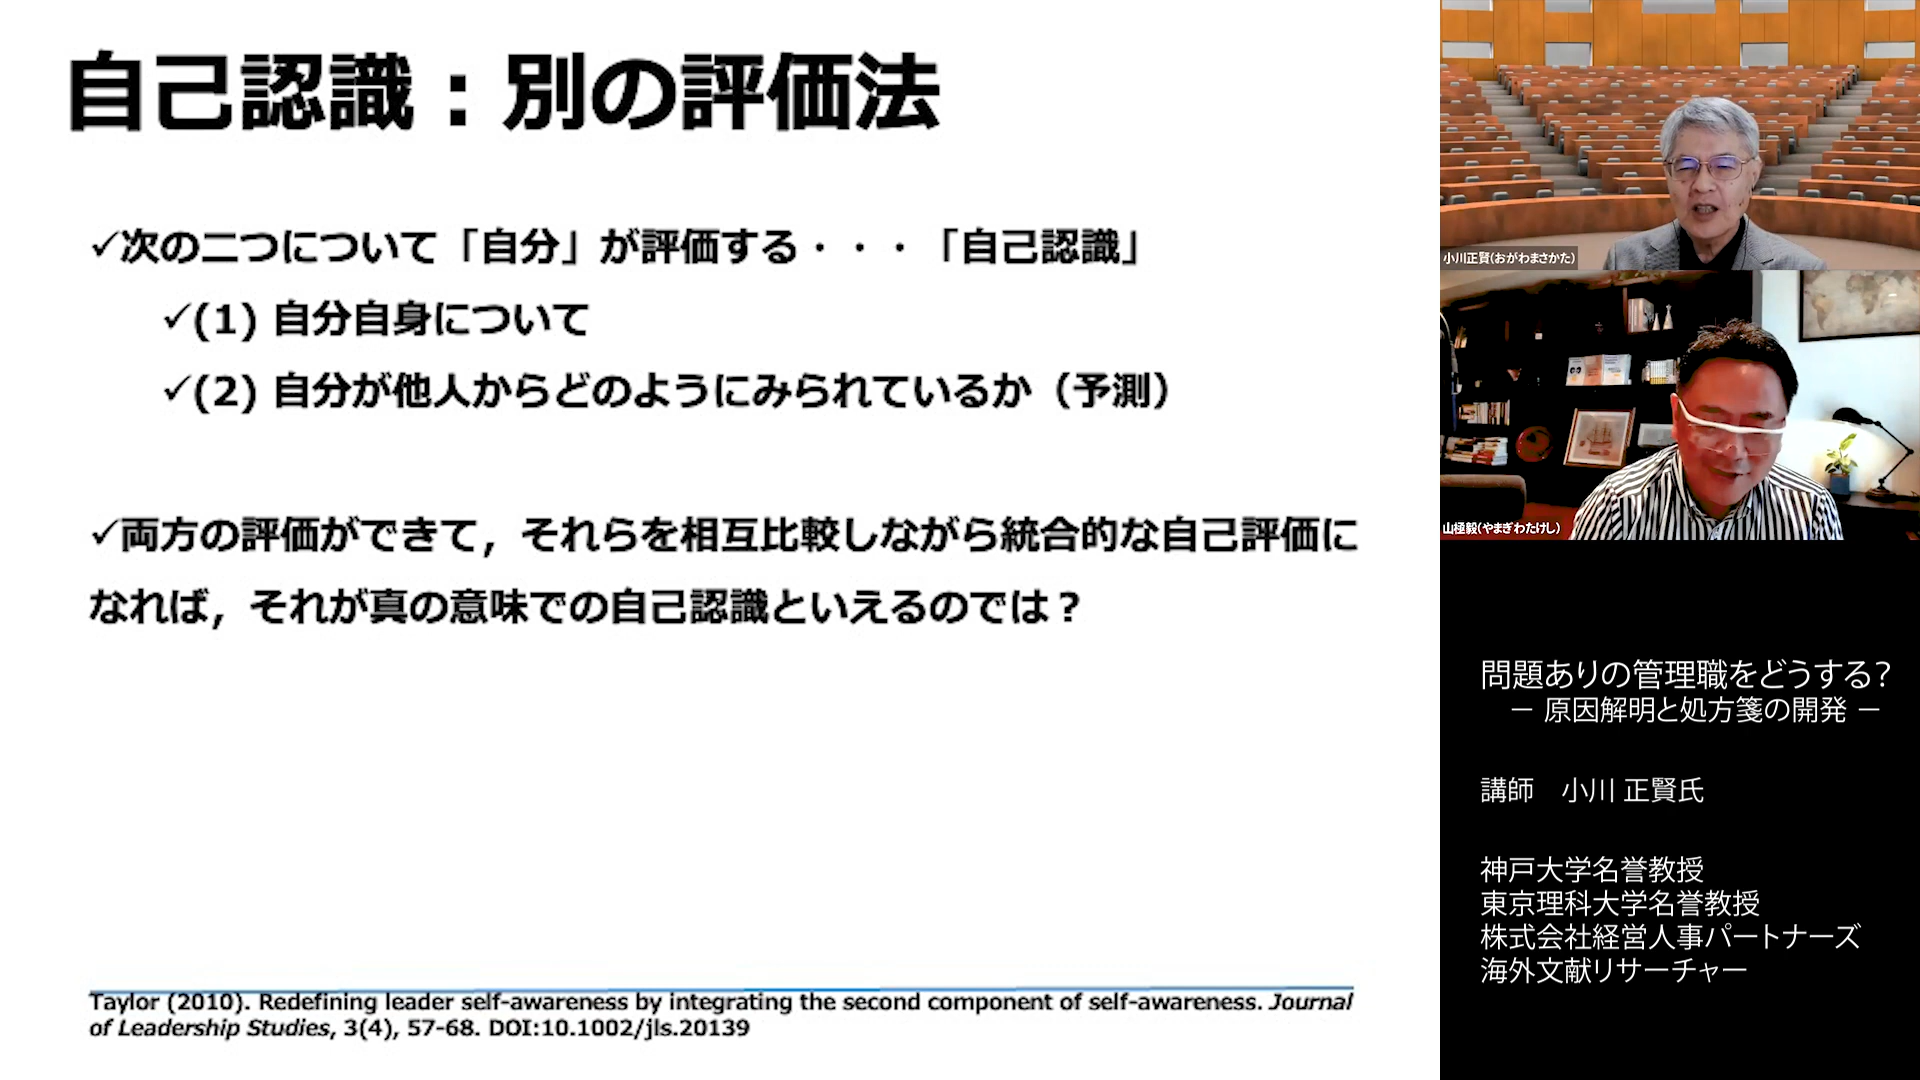 自己認識：別の評価法
✓次の二つについて「自分」が評価する・・・「自己認識」
✓(1) 自分自身について
✓(2) 自分が他人からどのようにみられているか（予測）
✓両方の評価ができて，それらを相互比較しながら統合的な自己評価に
なれば，それが真の意味での自己認識といえるのでは？
Taylor (2010). Redefining leader self-awareness by integrating the second component of self-awareness. Journal
of Leadership Studies, 3(4), 57-68. DOI:10.1002/jls.20139
小川正賢(おがわまさかた)
山極毅(やまぎわたけし)
問題ありの管理職をどうする？
－ 原因解明と処方箋の開発 －
講師　小川 正賢氏
神戸大学名誉教授
東京理科大学名誉教授
株式会社経営人事パートナーズ
海外文献リサーチャー